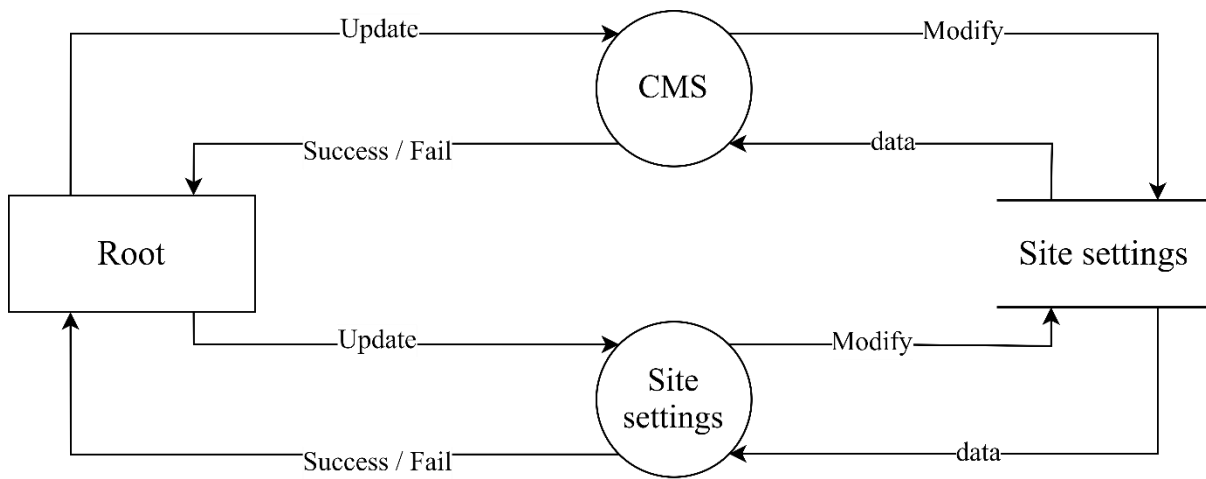 Update
Modify
CMS
Success / Fail
data
Root
Site settings
Update
Modify
Site
settings
Success / Fail
data